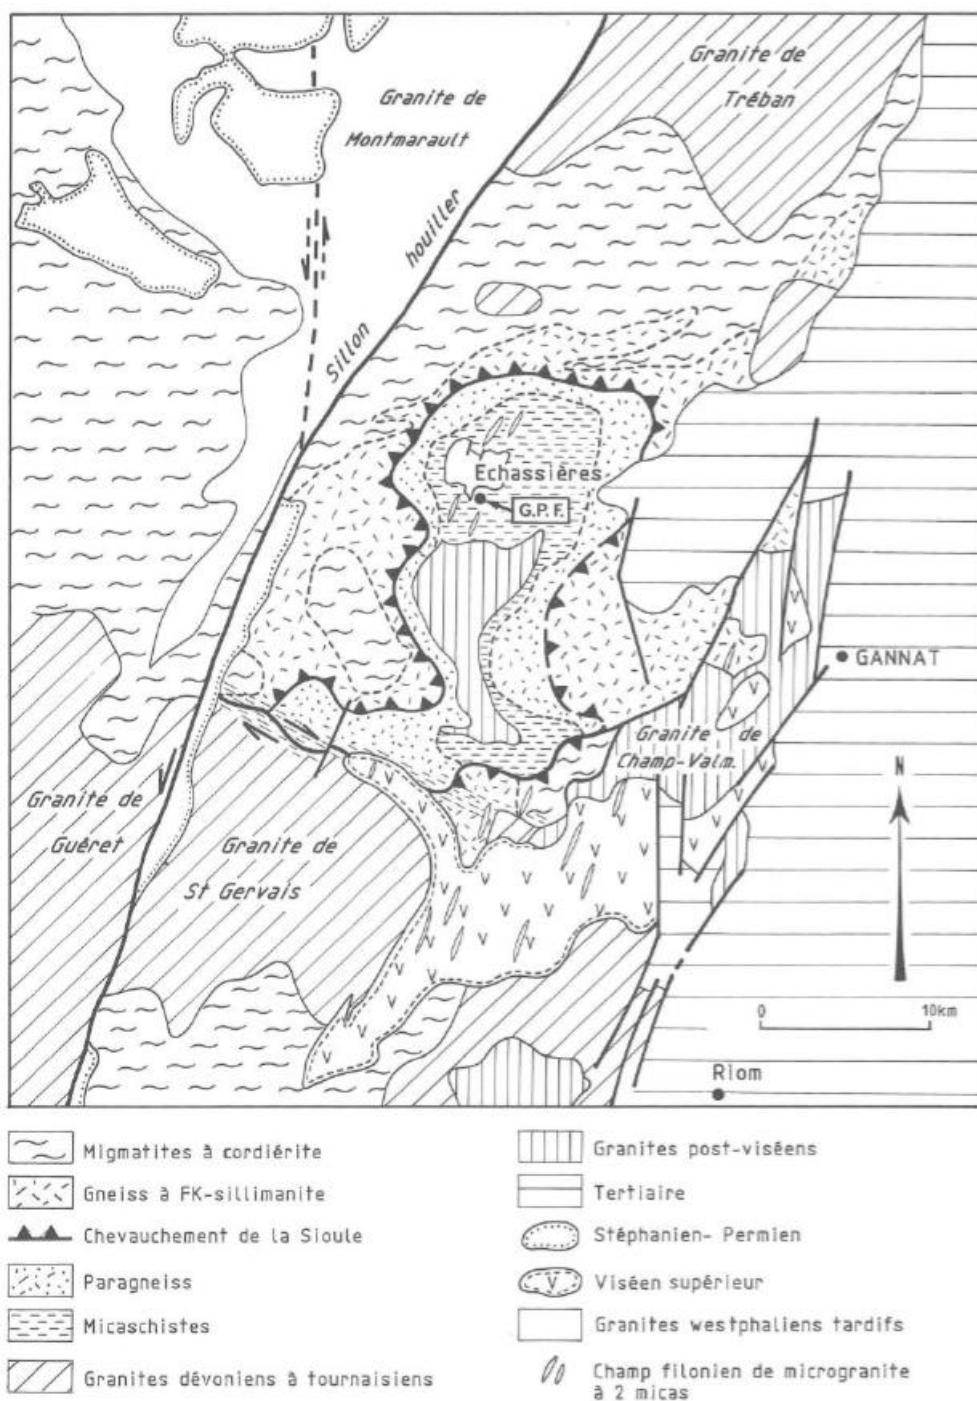 Granite de
Tréban
Granite de
Montmarault
houiller
Sillon
Echassières
G.P.F.
GANNAT
Granite de
Champ-Valm.
N
Granite de
Guéret
Granite de
St Gervais
0 10km
Riom
Migmatites à cordiérite
Gneiss à FK-sillimanite
Chevauchement de la Sioule
Paragneiss
Micaschistes
Granites dévoniens à tournaisiens
Granites post-viséens
Tertiaire
Stéphanien- Permien
Viséen supérieur
Granites westphaliens tardifs
Champ filonien de microgranite
à 2 micas